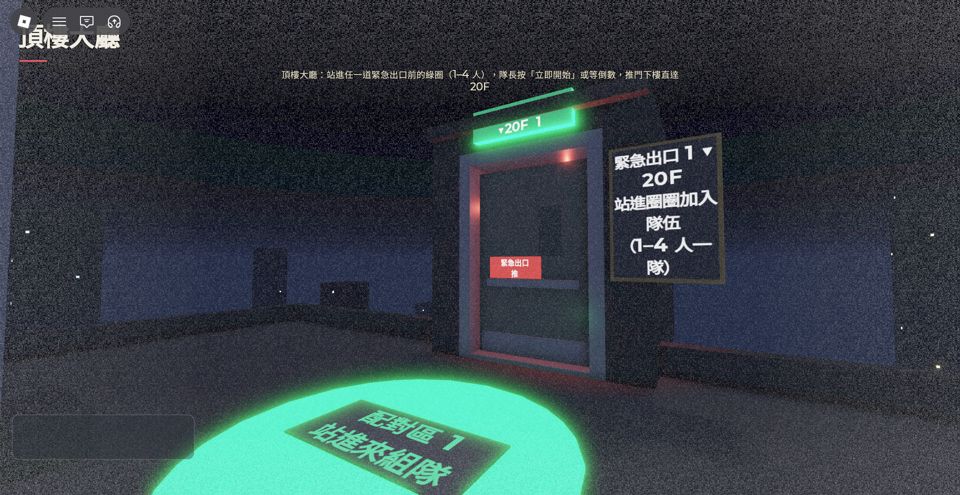 頂樓大廳
頂樓大廳：站進任一道緊急出口前的綠圈（1–4 人），隊長按「立即開始」或等倒數，推門下樓直達
20F
▼20F 1
緊急出口 1 ▼
20F
站進圈圈加入
隊伍
（1–4 人一
隊）
緊急出口
推
配對區 1
站進來組隊